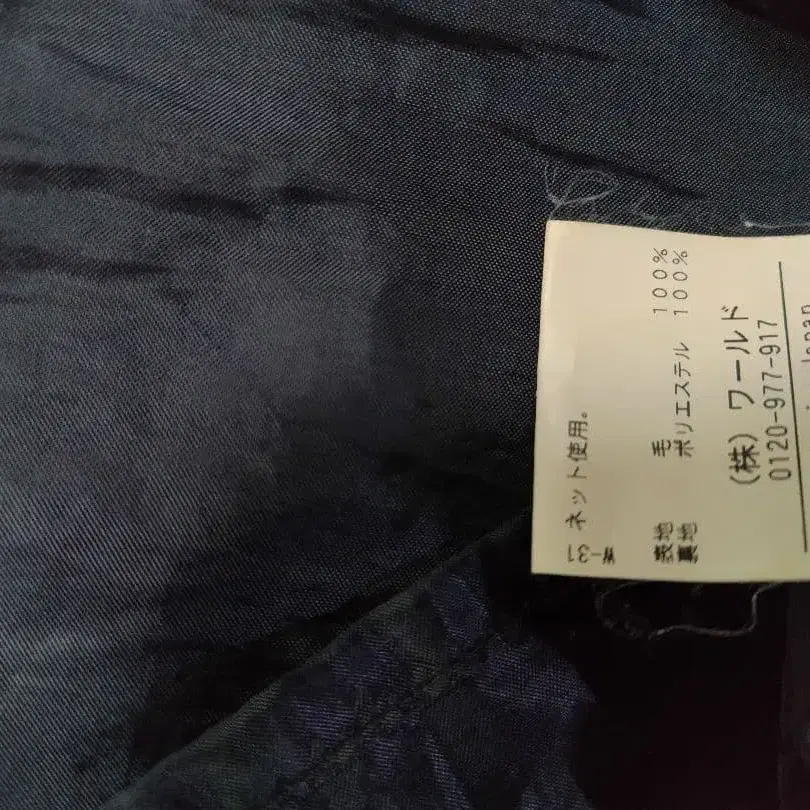 ネット使用。
表地 毛 100%
裏地 ポリエステル 100%
(株) ワールド
0120-977-917
Japan